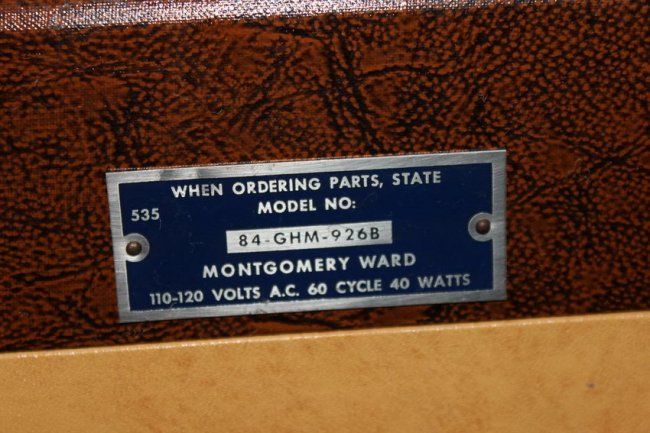 WHEN ORDERING PARTS, STATE
535 MODEL NO:
84-GHM-926B
MONTGOMERY WARD
110-120 VOLTS A.C. 60 CYCLE 40 WATTS